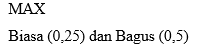 MAX
Biasa (0,25) dan Bagus (0,5)